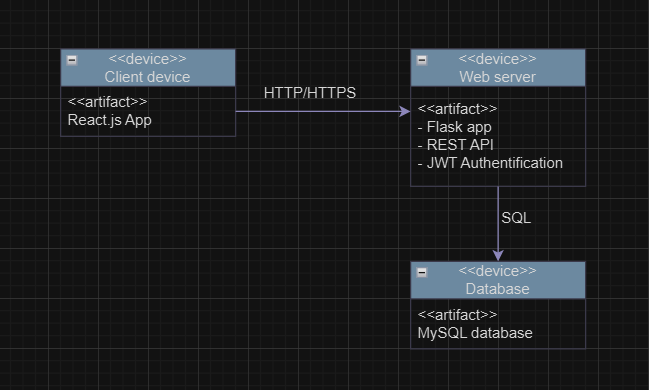 <<device>>
Client device
<<artifact>>
React.js App
HTTP/HTTPS
<<device>>
Web server
<<artifact>>
- Flask app
- REST API
- JWT Authentification
SQL
<<device>>
Database
<<artifact>>
MySQL database